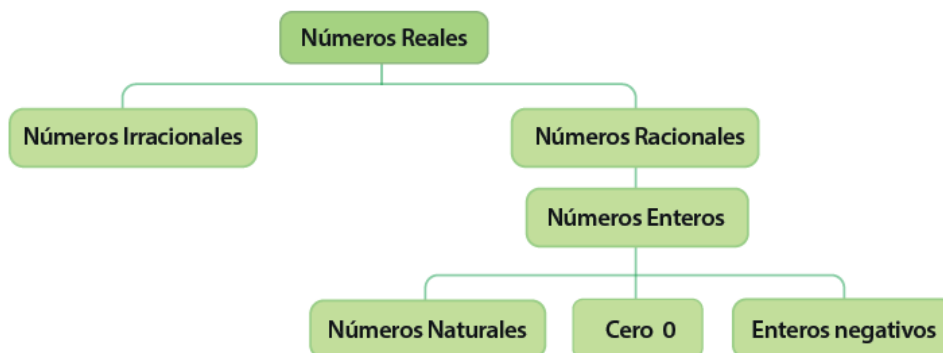 Números Reales
Números Irracionales
Números Racionales
Números Enteros
Números Naturales
Cero 0
Enteros negativos